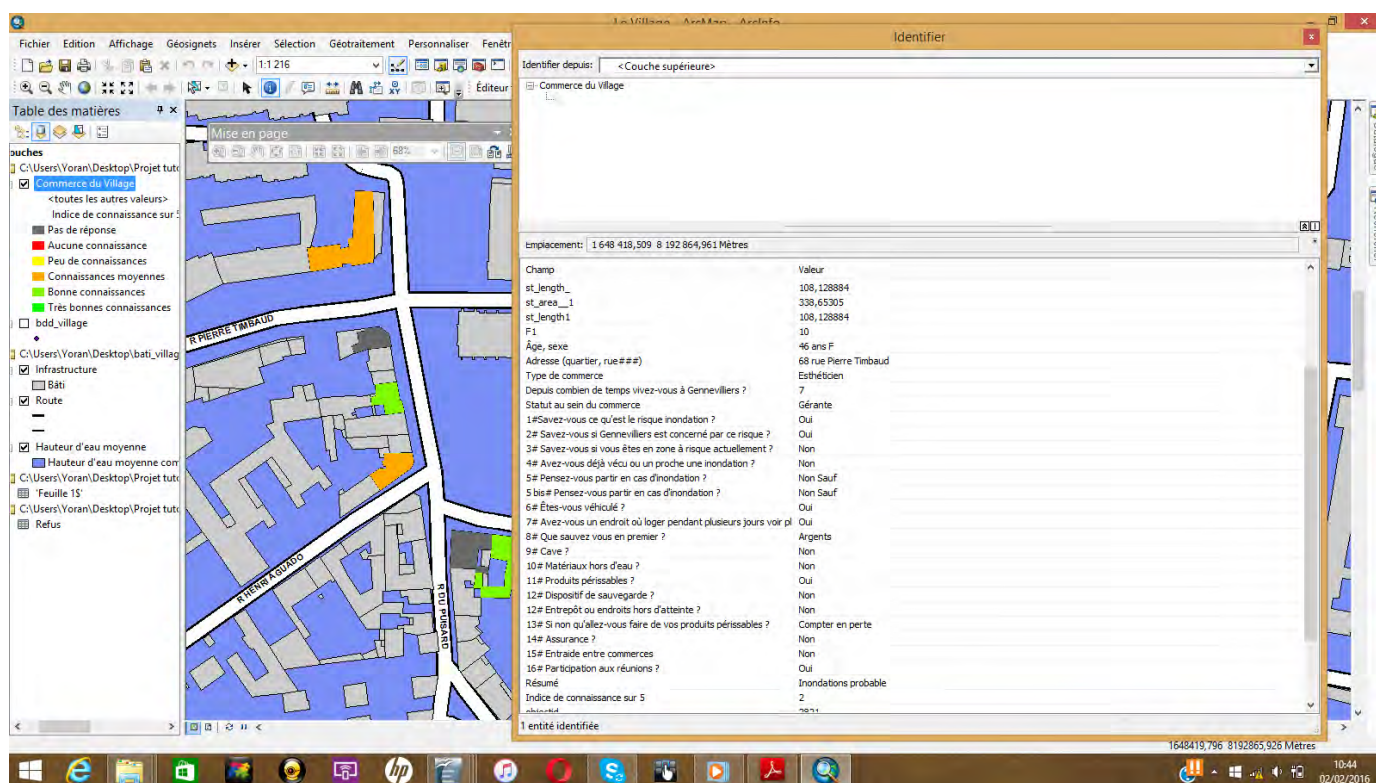 Le Village - ArcMap - ArcInfo
Fichier Edition Affichage Géosignets Insérer Sélection Géotraitement Personnaliser Fenêtr
1:1 216
Éditeur
Table des matières
ouches
C:\Users\Yoran\Desktop\Projet tuto
Commerce du Village
<toutes les autres valeurs>
Indice de connaissance sur 5
Pas de réponse
Aucune connaissance
Peu de connaissances
Connaissances moyennes
Bonne connaissances
Très bonnes connaissances
bdd_village
C:\Users\Yoran\Desktop\bati_villag
Infrastructure
Bâti
Route
Hauteur d'eau moyenne
Hauteur d'eau moyenne com
C:\Users\Yoran\Desktop\Projet tuto
'Feuille 1$'
C:\Users\Yoran\Desktop\Projet tuto
Refus
Mise en page
68%
R PIERRE TIMBAUD
R HENRI AGUADO
R DU PUISARD
Identifier
Identifier depuis: <Couche supérieure>
Commerce du Village
Emplacement: 1 648 418,509 8 192 864,961 Mètres
Champ Valeur
st_length_ 108,128884
st_area__1 338,65305
st_length1 108,128884
F1 10
Âge, sexe 46 ans F
Adresse (quartier, rue###) 68 rue Pierre Timbaud
Type de commerce Esthéticien
Depuis combien de temps vivez-vous à Gennevilliers ? 7
Statut au sein du commerce Gérante
1#Savez-vous ce qu'est le risque inondation ? Oui
2# Savez-vous si Gennevilliers est concerné par ce risque ? Oui
3# Savez-vous si vous êtes en zone à risque actuellement ? Non
4# Avez-vous déjà vécu ou un proche une inondation ? Non
5# Pensez-vous partir en cas d'inondation ? Non Sauf
5 bis# Pensez-vous partir en cas d'inondation ? Non Sauf
6# Êtes-vous véhiculé ? Oui
7# Avez-vous un endroit où loger pendant plusieurs jours voir pl Oui
8# Que sauvez vous en premier ? Argents
9# Cave ? Non
10# Matériaux hors d'eau ? Non
11# Produits périssables ? Oui
12# Dispositif de sauvegarde ? Non
12# Entrepôt ou endroits hors d'atteinte ? Non
13# Si non qu'allez-vous faire de vos produits périssables ? Compter en perte
14# Assurance ? Non
15# Entraide entre commerces Non
16# Participation aux réunions ? Oui
Résumé Inondations probable
Indice de connaissance sur 5 2
objectid 2821
1 entité identifiée
1648419,796 8192865,926 Mètres
10:44
02/02/2016